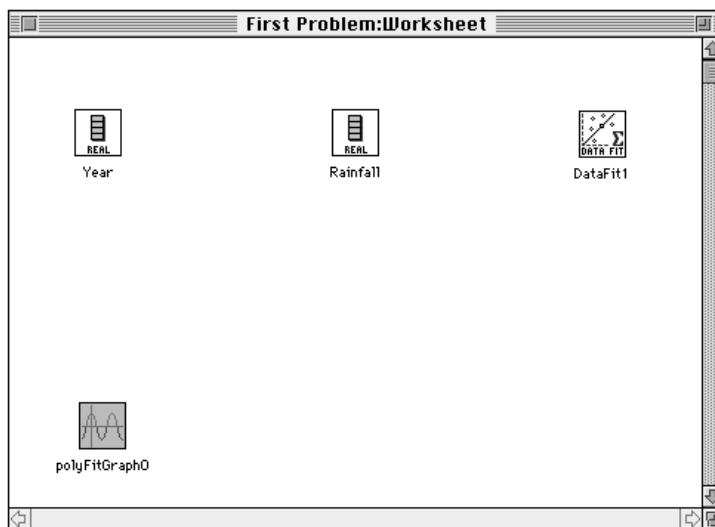 First Problem:Worksheet
REAL
Year
REAL
Rainfall
DATA FIT
DataFit1
polyFitGraph0